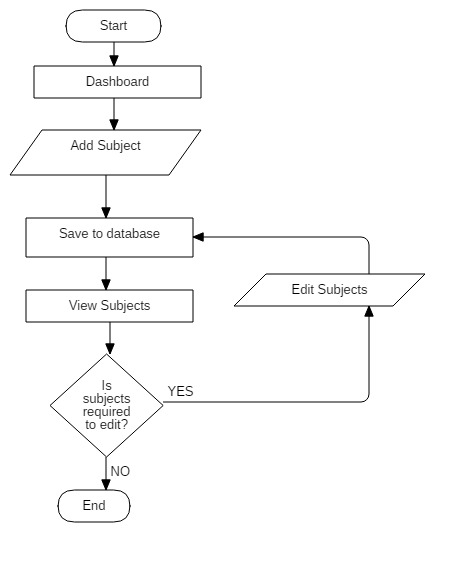 Start
Dashboard
Add Subject
Save to database
View Subjects
Edit Subjects
Is
subjects
required
to edit?
YES
NO
End